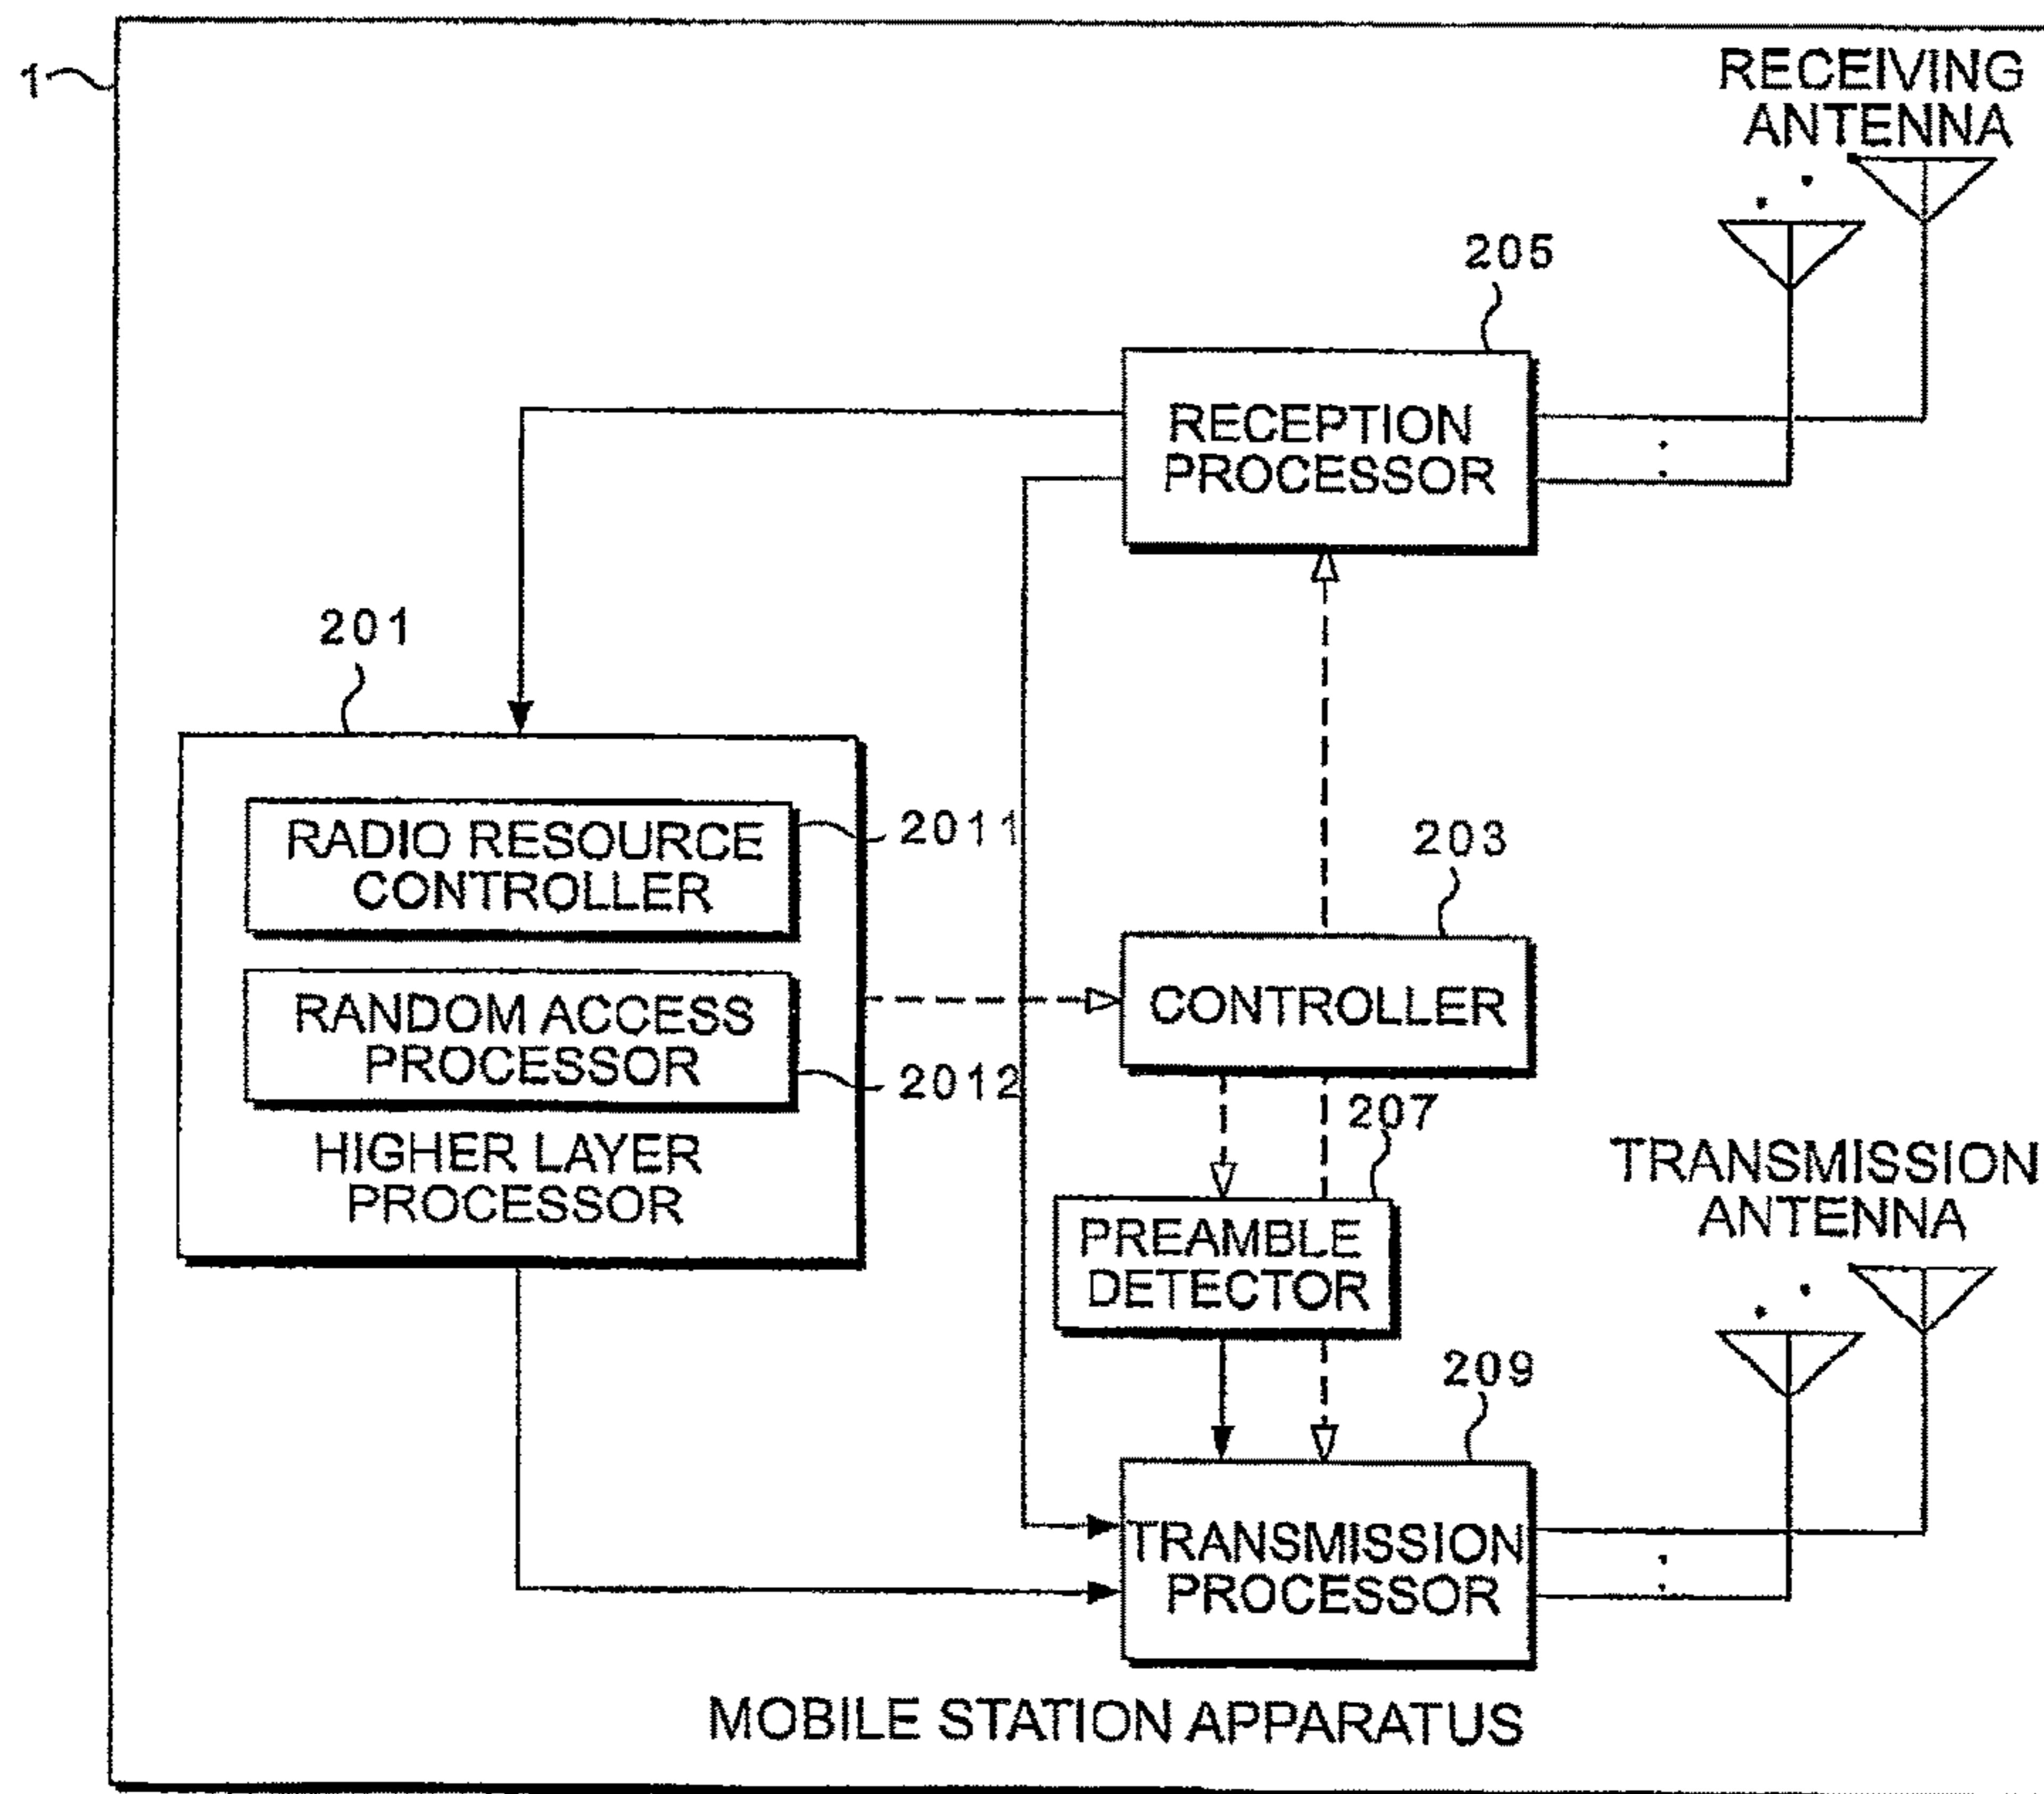 1
RECEIVING
ANTENNA
205
RECEPTION
PROCESSOR
201
RADIO RESOURCE
CONTROLLER
2011
203
RANDOM ACCESS
PROCESSOR
2012
CONTROLLER
HIGHER LAYER
PROCESSOR
207
PREAMBLE
DETECTOR
TRANSMISSION
ANTENNA
209
TRANSMISSION
PROCESSOR
MOBILE STATION APPARATUS